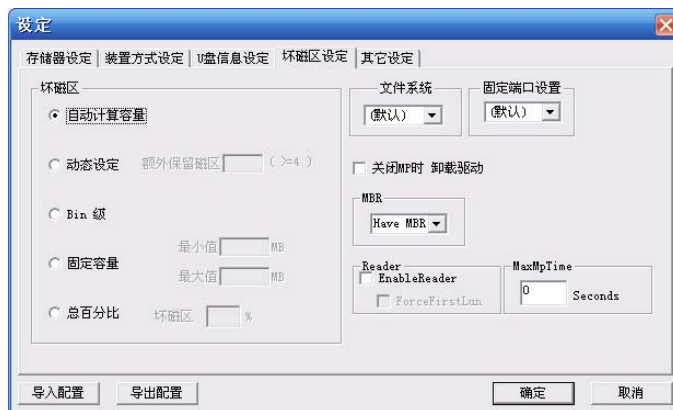 设定
存储器设定 装置方式设定 U盘信息设定 坏磁区设定 其它设定
坏磁区
自动计算容量
动态设定 额外保留磁区 ( >=4 )
Bin 级
固定容量
最小值 MB
最大值 MB
总百分比 坏磁区 %
文件系统
(默认)
固定端口设置
(默认)
关闭MP时 卸载驱动
MBR
Have MBR
Reader
EnableReader
ForceFirstLun
MaxMpTime
0 Seconds
导入配置 导出配置 确定 取消